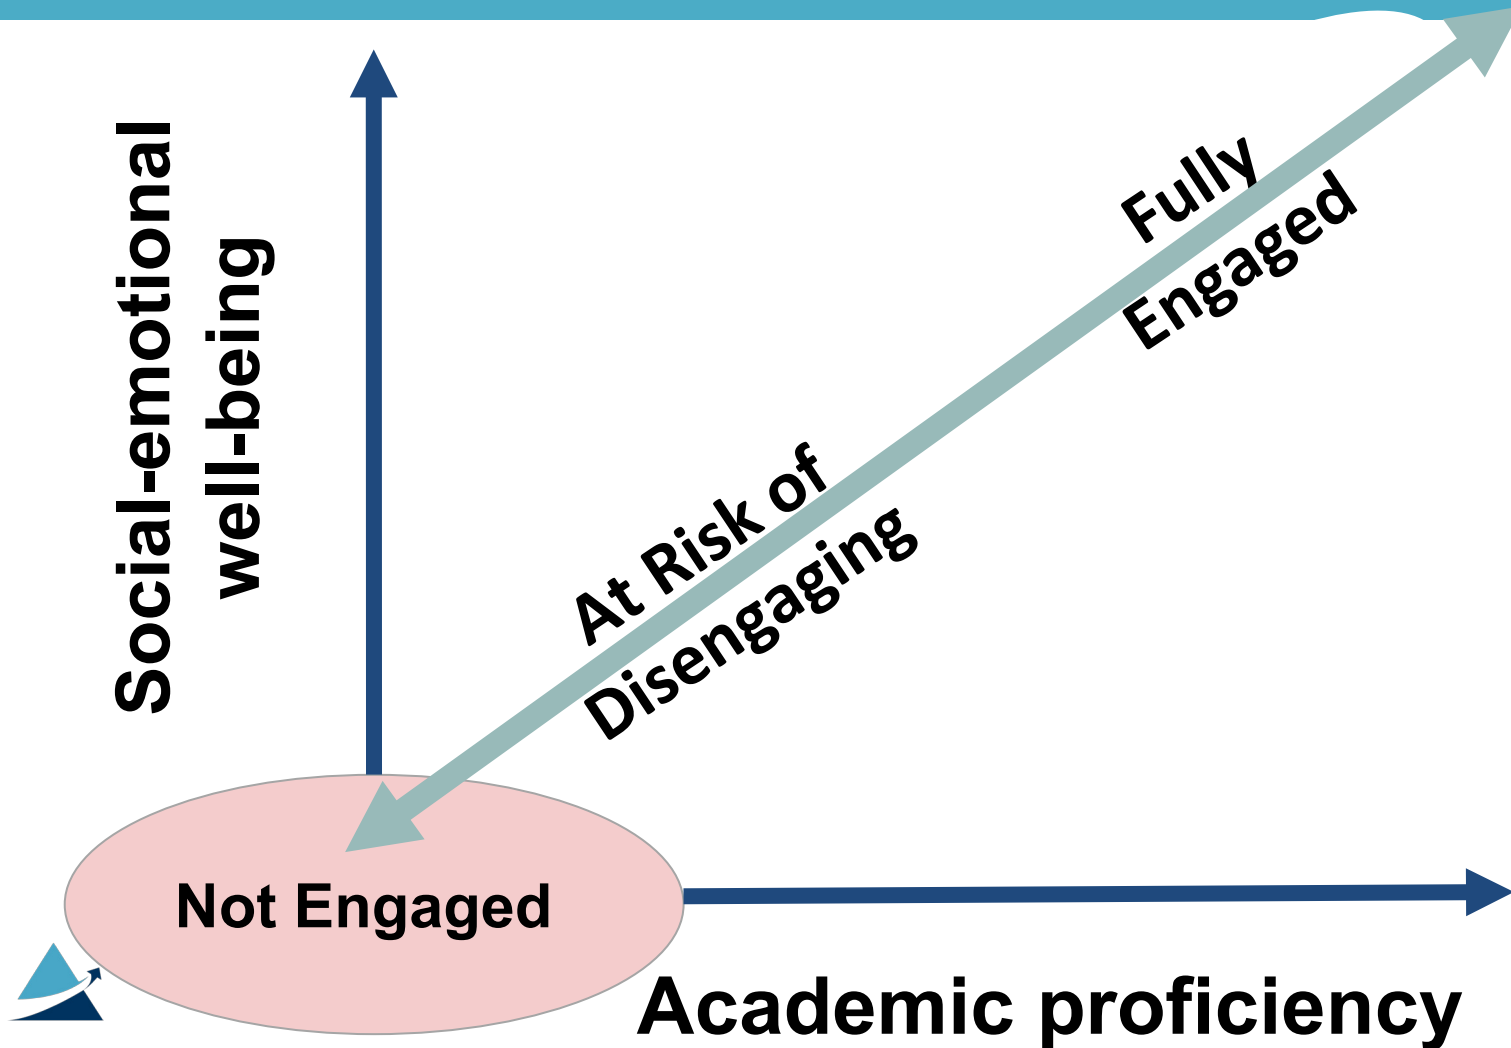 Social-emotional
well-being
Fully
Engaged
At Risk of
Disengaging
Not Engaged
Academic proficiency